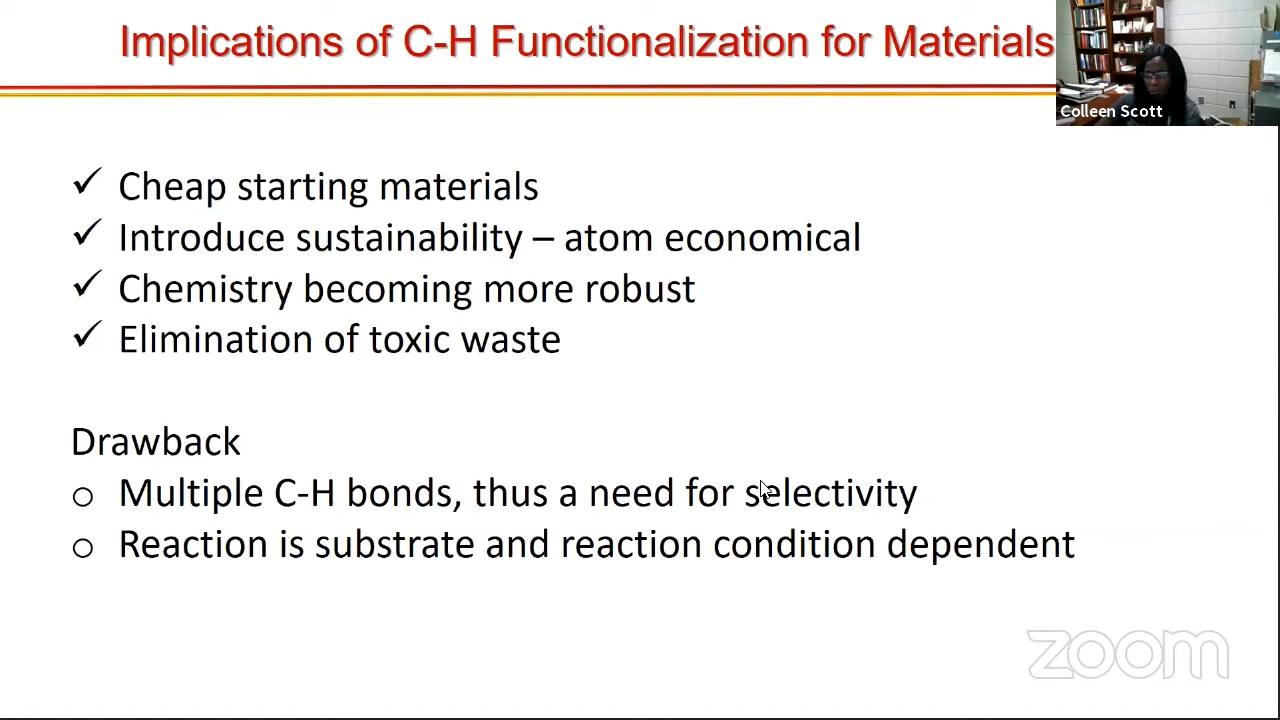 Implications of C-H Functionalization for Materials
Colleen Scott
✓ Cheap starting materials
✓ Introduce sustainability – atom economical
✓ Chemistry becoming more robust
✓ Elimination of toxic waste
Drawback
o Multiple C-H bonds, thus a need for selectivity
o Reaction is substrate and reaction condition dependent
zoom